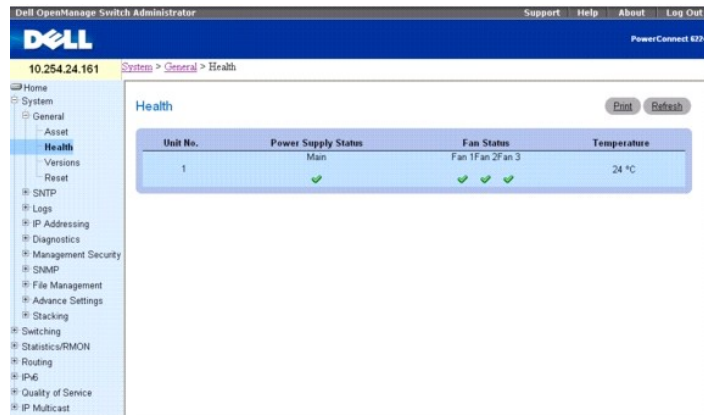 Dell OpenManage Switch Administrator
Support Help About Log Out
DELL
PowerConnect 622
10.254.24.161
System > General > Health
Home
System
General
Asset
Health
Versions
Reset
SNTP
Logs
IP Addressing
Diagnostics
Management Security
SNMP
File Management
Advance Settings
Stacking
Switching
Statistics/RMON
Routing
IPv6
Quality of Service
IP Multicast
Health
Print Refresh
Unit No. Power Supply Status Fan Status Temperature
Main Fan 1Fan 2Fan 3
1 24 °C